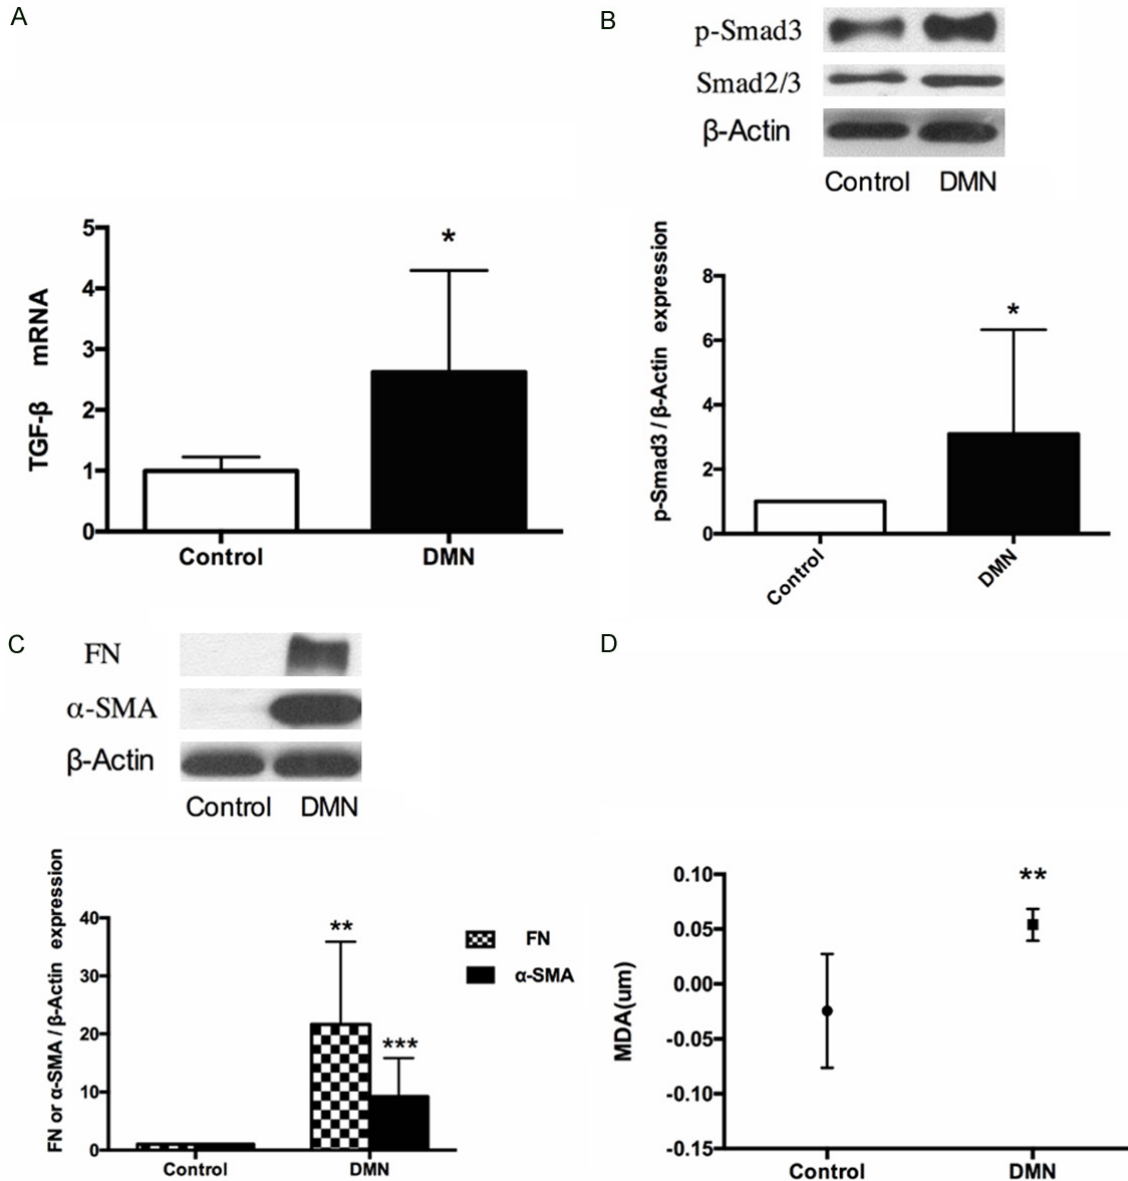 A
5
4
3
2
1
0
TGF-β mRNA
*
Control DMN
B
p-Smad3
Smad2/3
β-Actin
Control DMN
8
6
4
2
0
p-Smad3 / β-Actin expression
*
Control
DMN
C
FN
α-SMA
β-Actin
Control DMN
40
30
20
10
0
FN or α-SMA / β-Actin expression
**
***
FN
α-SMA
Control DMN
D
0.10
0.05
0.00
-0.05
-0.10
-0.15
MDA(um)
**
Control DMN